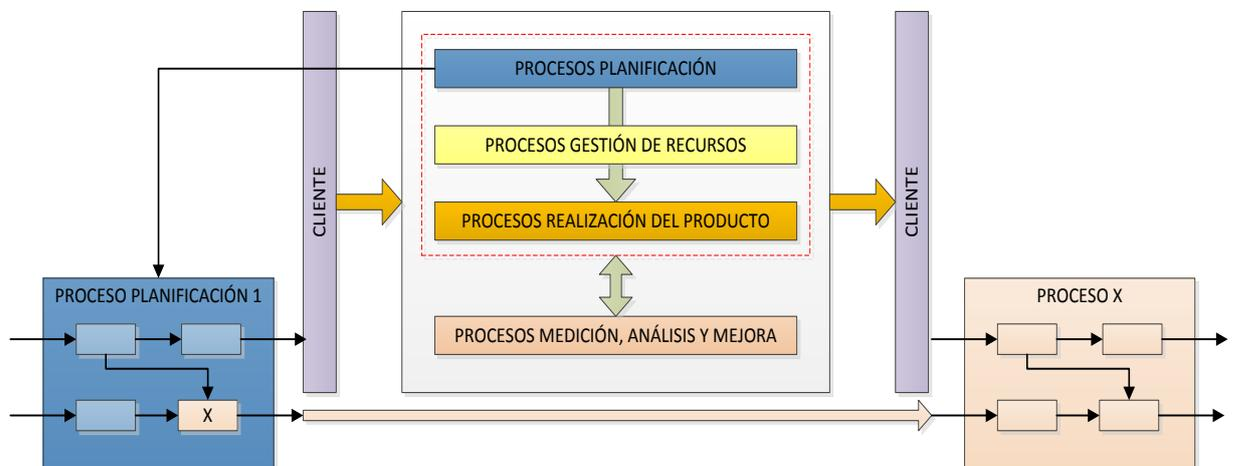 PROCESOS PLANIFICACIÓN
PROCESOS GESTIÓN DE RECURSOS
PROCESOS REALIZACIÓN DEL PRODUCTO
PROCESOS MEDICIÓN, ANÁLISIS Y MEJORA
CLIENTE
CLIENTE
PROCESO PLANIFICACIÓN 1
X
PROCESO X